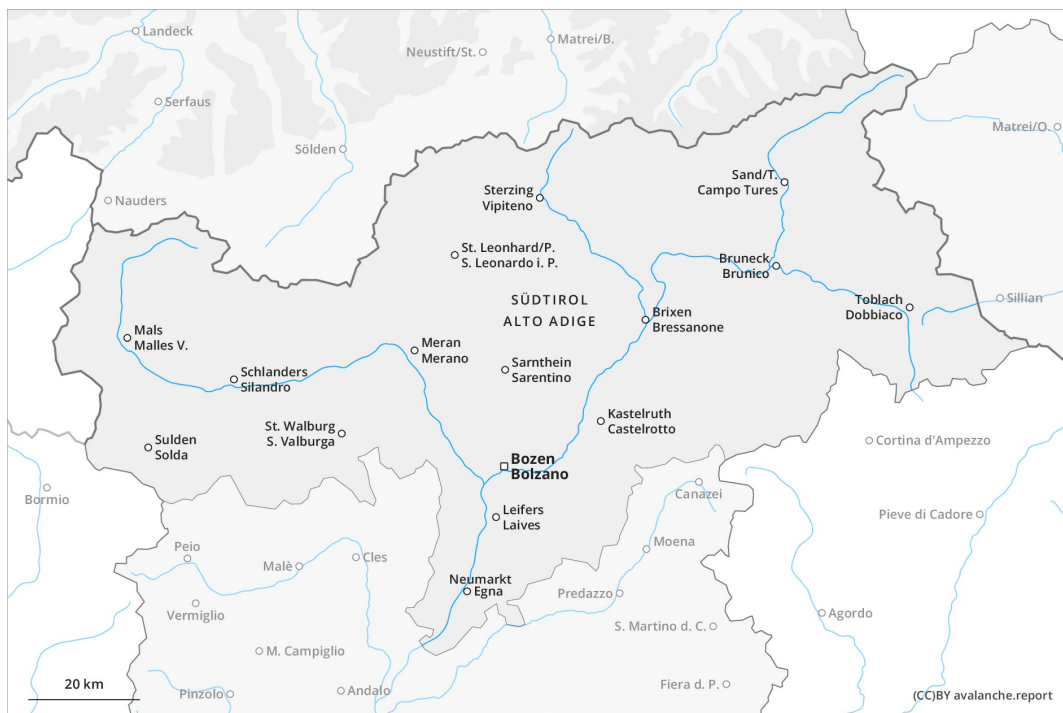 Landeck
Neustift/St.
Matrei/B.
Serfaus
Matrei/O.
Sölden
Nauders
Sand/T.
Campo Tures
Sterzing
Vipiteno
St. Leonhard/P.
S. Leonardo i. P.
Bruneck
Brunico
SÜDTIROL
ALTO ADIGE
Toblach
Dobbiaco
Sillian
Brixen
Bressanone
Mals
Malles V.
Meran
Merano
Sarnthein
Sarentino
Schlanders
Silandro
Kastelruth
Castelrotto
St. Walburg
S. Valburga
Sulden
Solda
Cortina d'Ampezzo
Bozen
Bolzano
Bormio
Canazei
Leifers
Laives
Pieve di Cadore
Peio
Moena
Malè
Cles
Neumarkt
Egna
Predazzo
Vermiglio
Agordo
S. Martino d. C.
M. Campiglio
20 km
Pinzolo
Andalo
Fiera d. P.
(CC)BY avalanche.report